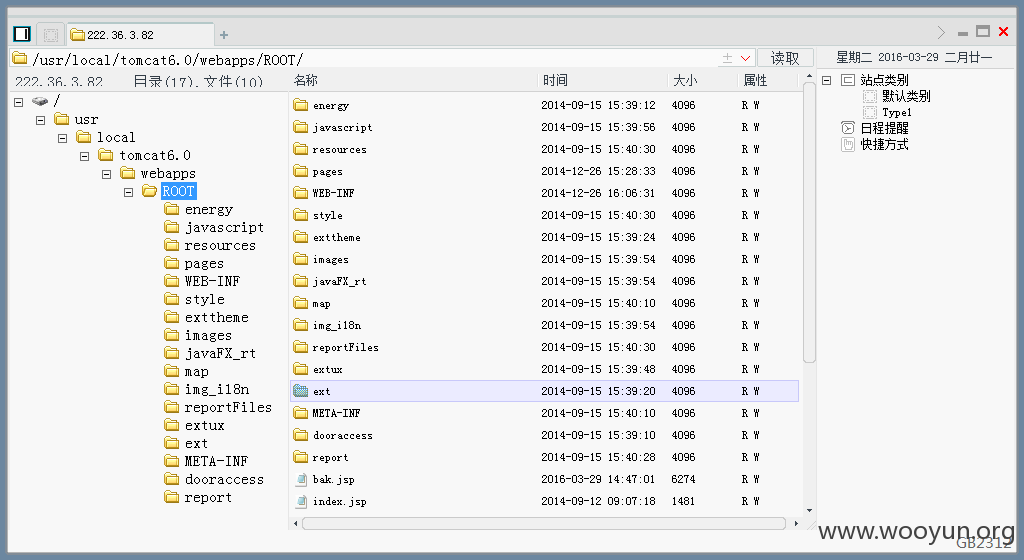 222.36.3.82
/usr/local/tomcat6.0/webapps/ROOT/
读取
星期二 2016-03-29 二月廿一
222.36.3.82 目录(17),文件(10)
/
usr
local
tomcat6.0
webapps
ROOT
energy
javascript
resources
pages
WEB-INF
style
exttheme
images
javaFX_rt
map
img_i18n
reportFiles
extux
ext
META-INF
dooraccess
report
名称 时间 大小 属性
energy 2014-09-15 15:39:12 4096 R W
javascript 2014-09-15 15:39:56 4096 R W
resources 2014-09-15 15:40:30 4096 R W
pages 2014-12-26 15:28:33 4096 R W
WEB-INF 2014-12-26 16:06:31 4096 R W
style 2014-09-15 15:40:30 4096 R W
exttheme 2014-09-15 15:39:24 4096 R W
images 2014-09-15 15:39:54 4096 R W
javaFX_rt 2014-09-15 15:39:54 4096 R W
map 2014-09-15 15:40:10 4096 R W
img_i18n 2014-09-15 15:39:54 4096 R W
reportFiles 2014-09-15 15:40:30 4096 R W
extux 2014-09-15 15:39:48 4096 R W
ext 2014-09-15 15:39:20 4096 R W
META-INF 2014-09-15 15:40:10 4096 R W
dooraccess 2014-09-15 15:39:10 4096 R W
report 2014-09-15 15:40:28 4096 R W
bak.jsp 2016-03-29 14:47:01 6274 R W
index.jsp 2014-09-12 09:07:18 1481 R W
站点类别
默认类别
Type1
日程提醒
快捷方式
www.wooyun.org
GB2312